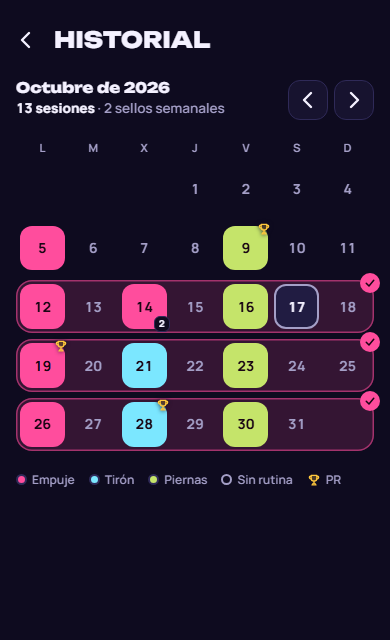 HISTORIAL
Octubre de 2026
13 sesiones · 2 sellos semanales
L M X J V S D
1 2 3 4
5 6 7 8 9 10 11
12 13 14 15 16 17 18
2
19 20 21 22 23 24 25
26 27 28 29 30 31
Empuje Tirón Piernas Sin rutina PR